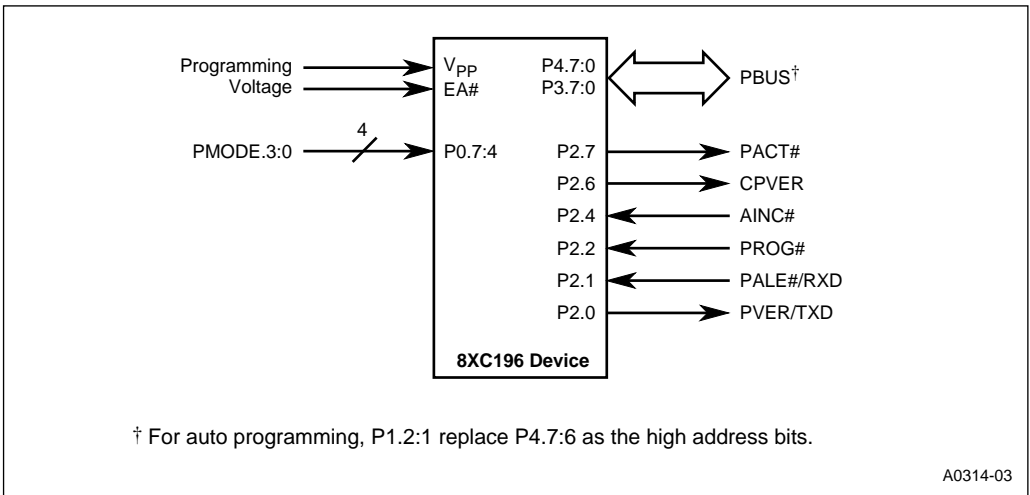 Programming
Voltage
VPP
EA#
P4.7:0
P3.7:0
PBUS†
PMODE.3:0
4
P0.7:4
P2.7
PACT#
P2.6
CPVER
P2.4
AINC#
P2.2
PROG#
P2.1
PALE#/RXD
P2.0
PVER/TXD
8XC196 Device
† For auto programming, P1.2:1 replace P4.7:6 as the high address bits.
A0314-03